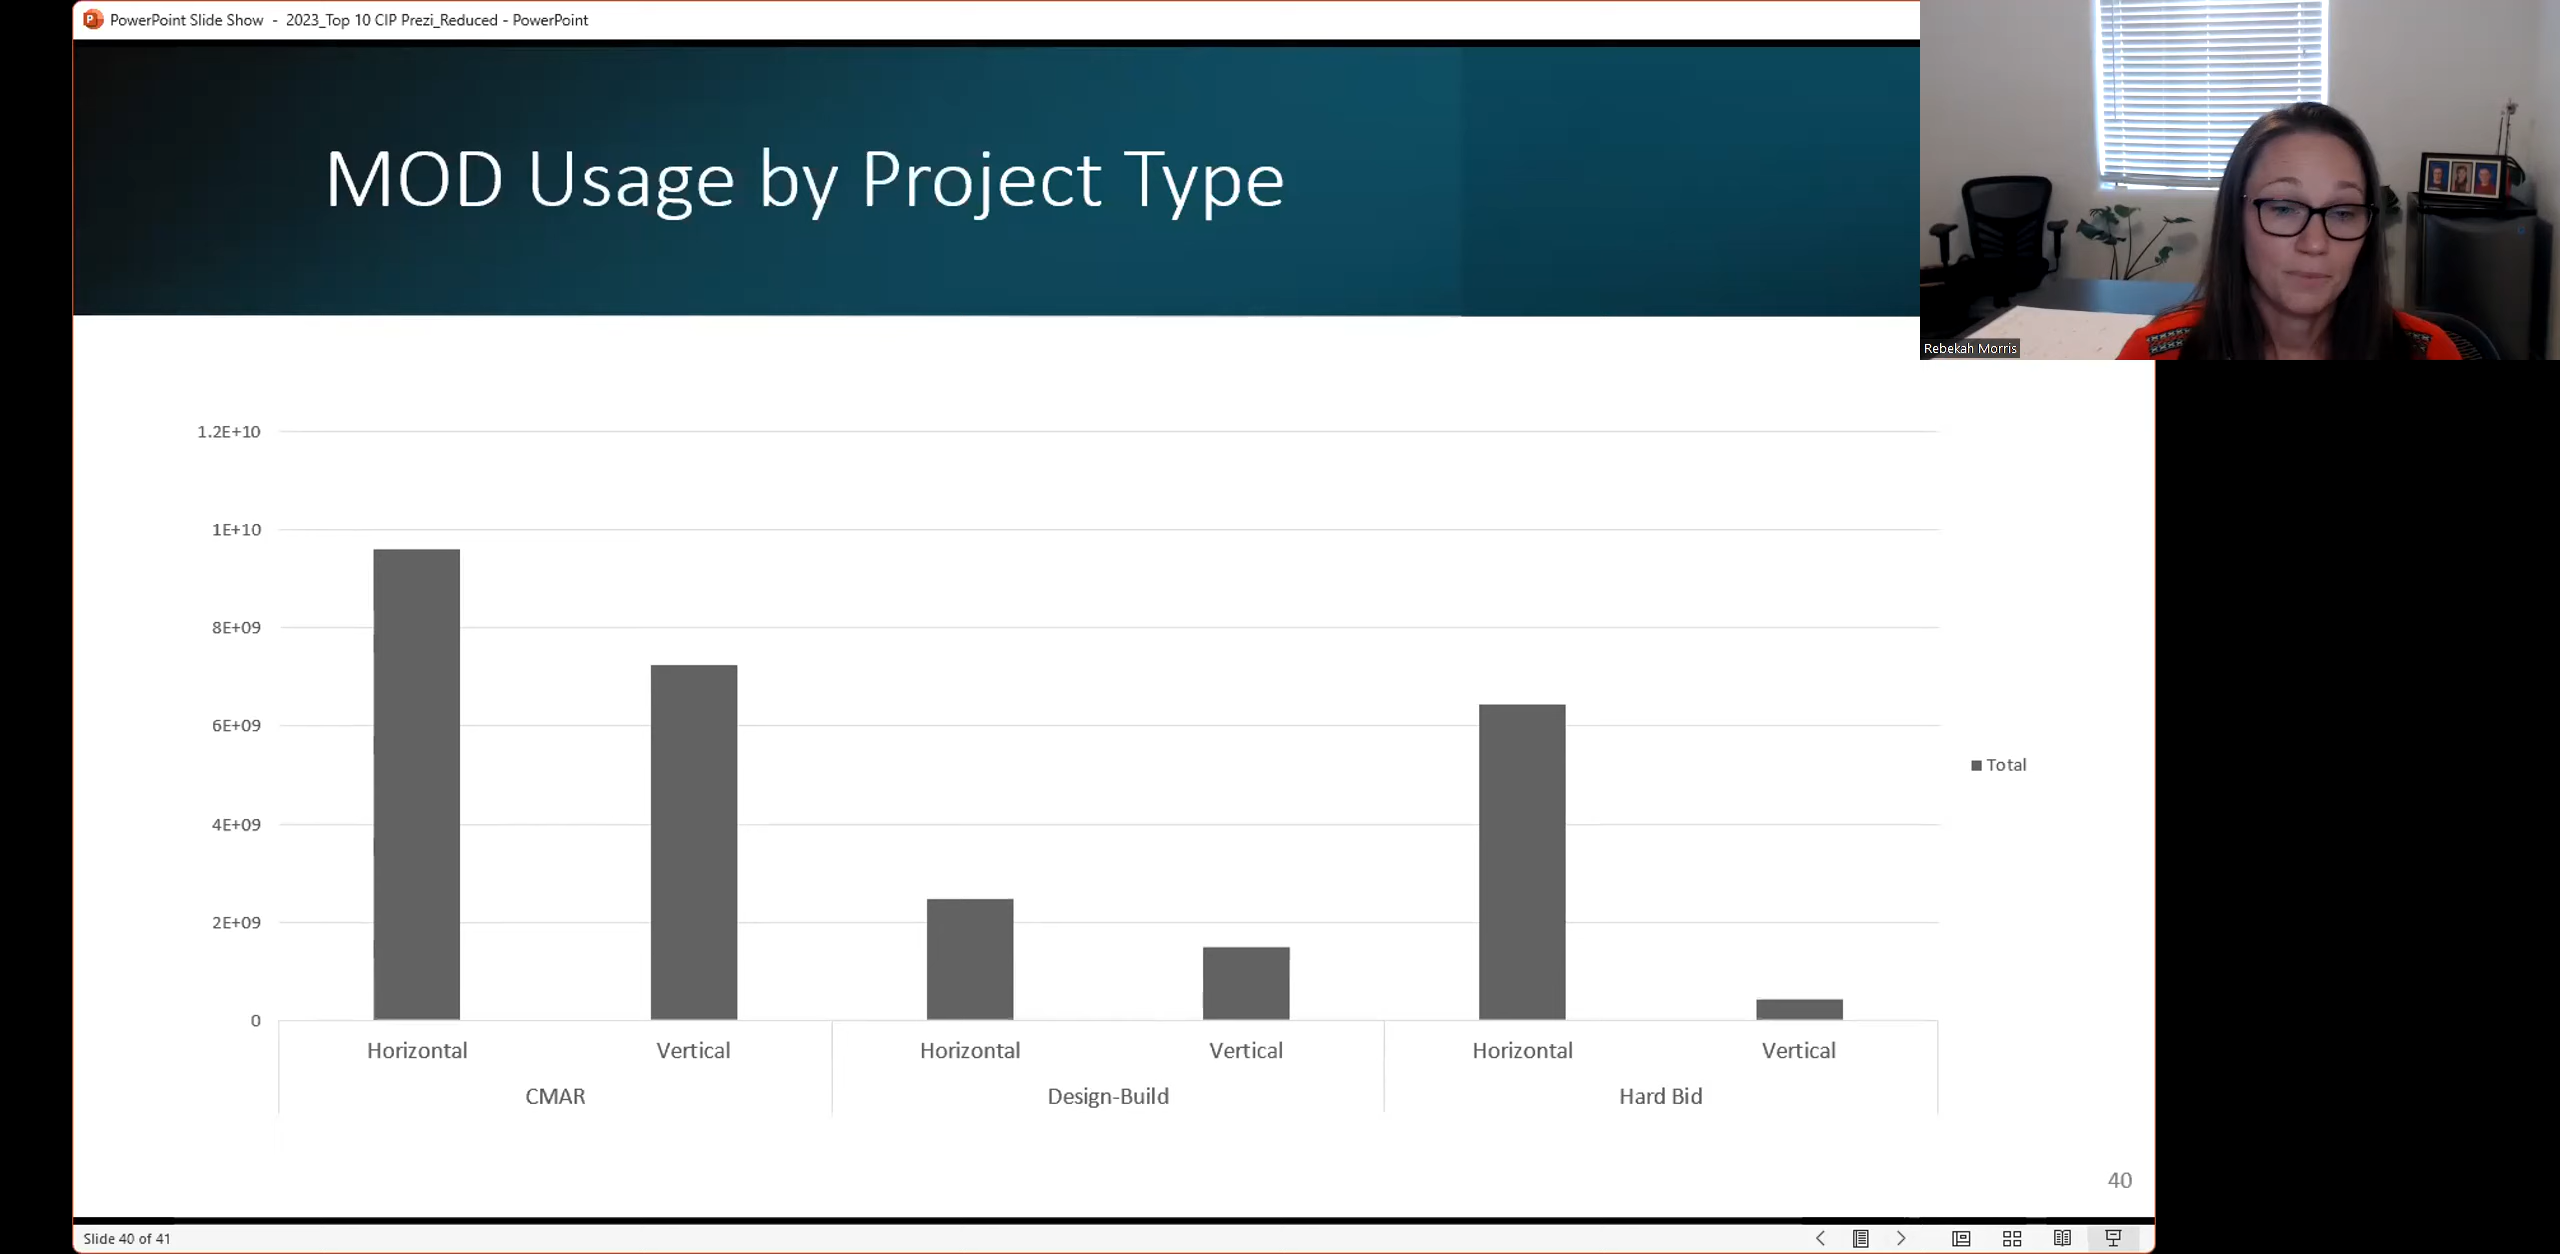 PowerPoint Slide Show - 2023_Top 10 CIP Prezi_Reduced - PowerPoint
MOD Usage by Project Type
Rebekah Morris
1.2E+10
1E+10
8E+09
6E+09
4E+09
2E+09
0
Total
Horizontal Vertical Horizontal Vertical Horizontal Vertical
CMAR Design-Build Hard Bid
40
Slide 40 of 41